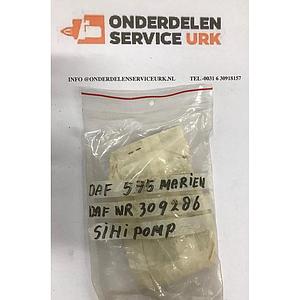 ONDERDELEN
SERVICE URK
INFO @ONDERDELENSERVICEURK.NL TEL -0031 6 30918157
DAF 575 MARIEN
DAF NR 309286
SIHI POMP